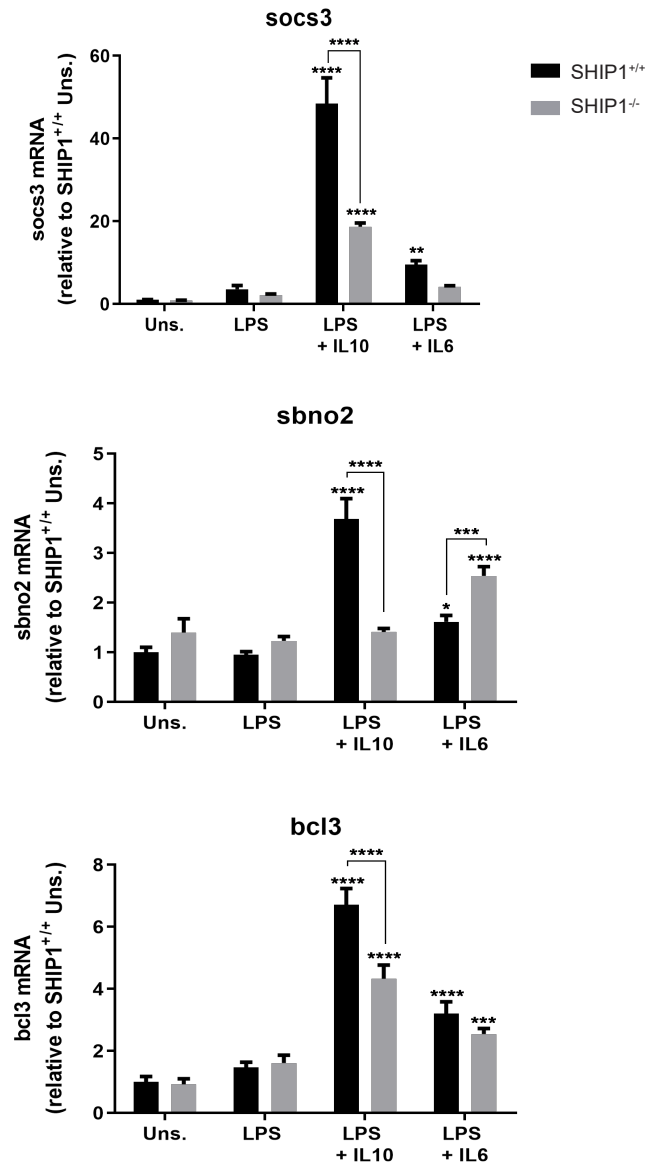 socs3
SHIP1+/+
SHIP1-/-
socs3 mRNA
(relative to SHIP1+/+ Uns.)
60
40
20
0
****
****
****
**
Uns. LPS LPS LPS
+ IL10 + IL6
sbno2
sbno2 mRNA
(relative to SHIP1+/+ Uns.)
5
4
3
2
1
0
****
****
***
****
*
Uns. LPS LPS LPS
+ IL10 + IL6
bcl3
bcl3 mRNA
(relative to SHIP1+/+ Uns.)
8
6
4
2
0
****
****
****
****
***
Uns. LPS LPS LPS
+ IL10 + IL6